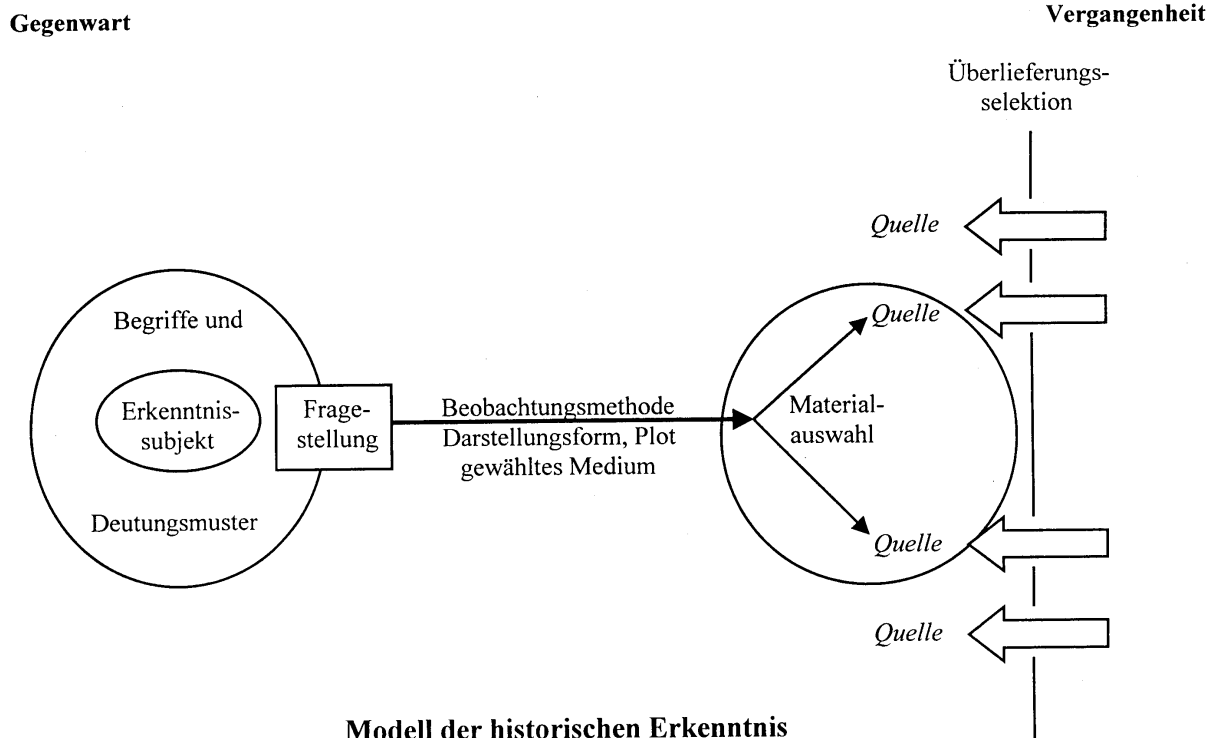 Gegenwart
Vergangenheit
Überlieferungs-
selektion
Quelle
Begriffe und
Quelle
Erkenntnis-
subjekt
Frage-
stellung
Beobachtungsmethode
Darstellungsform, Plot
gewähltes Medium
Material-
auswahl
Deutungsmuster
Quelle
Quelle
Modell der historischen Erkenntnis